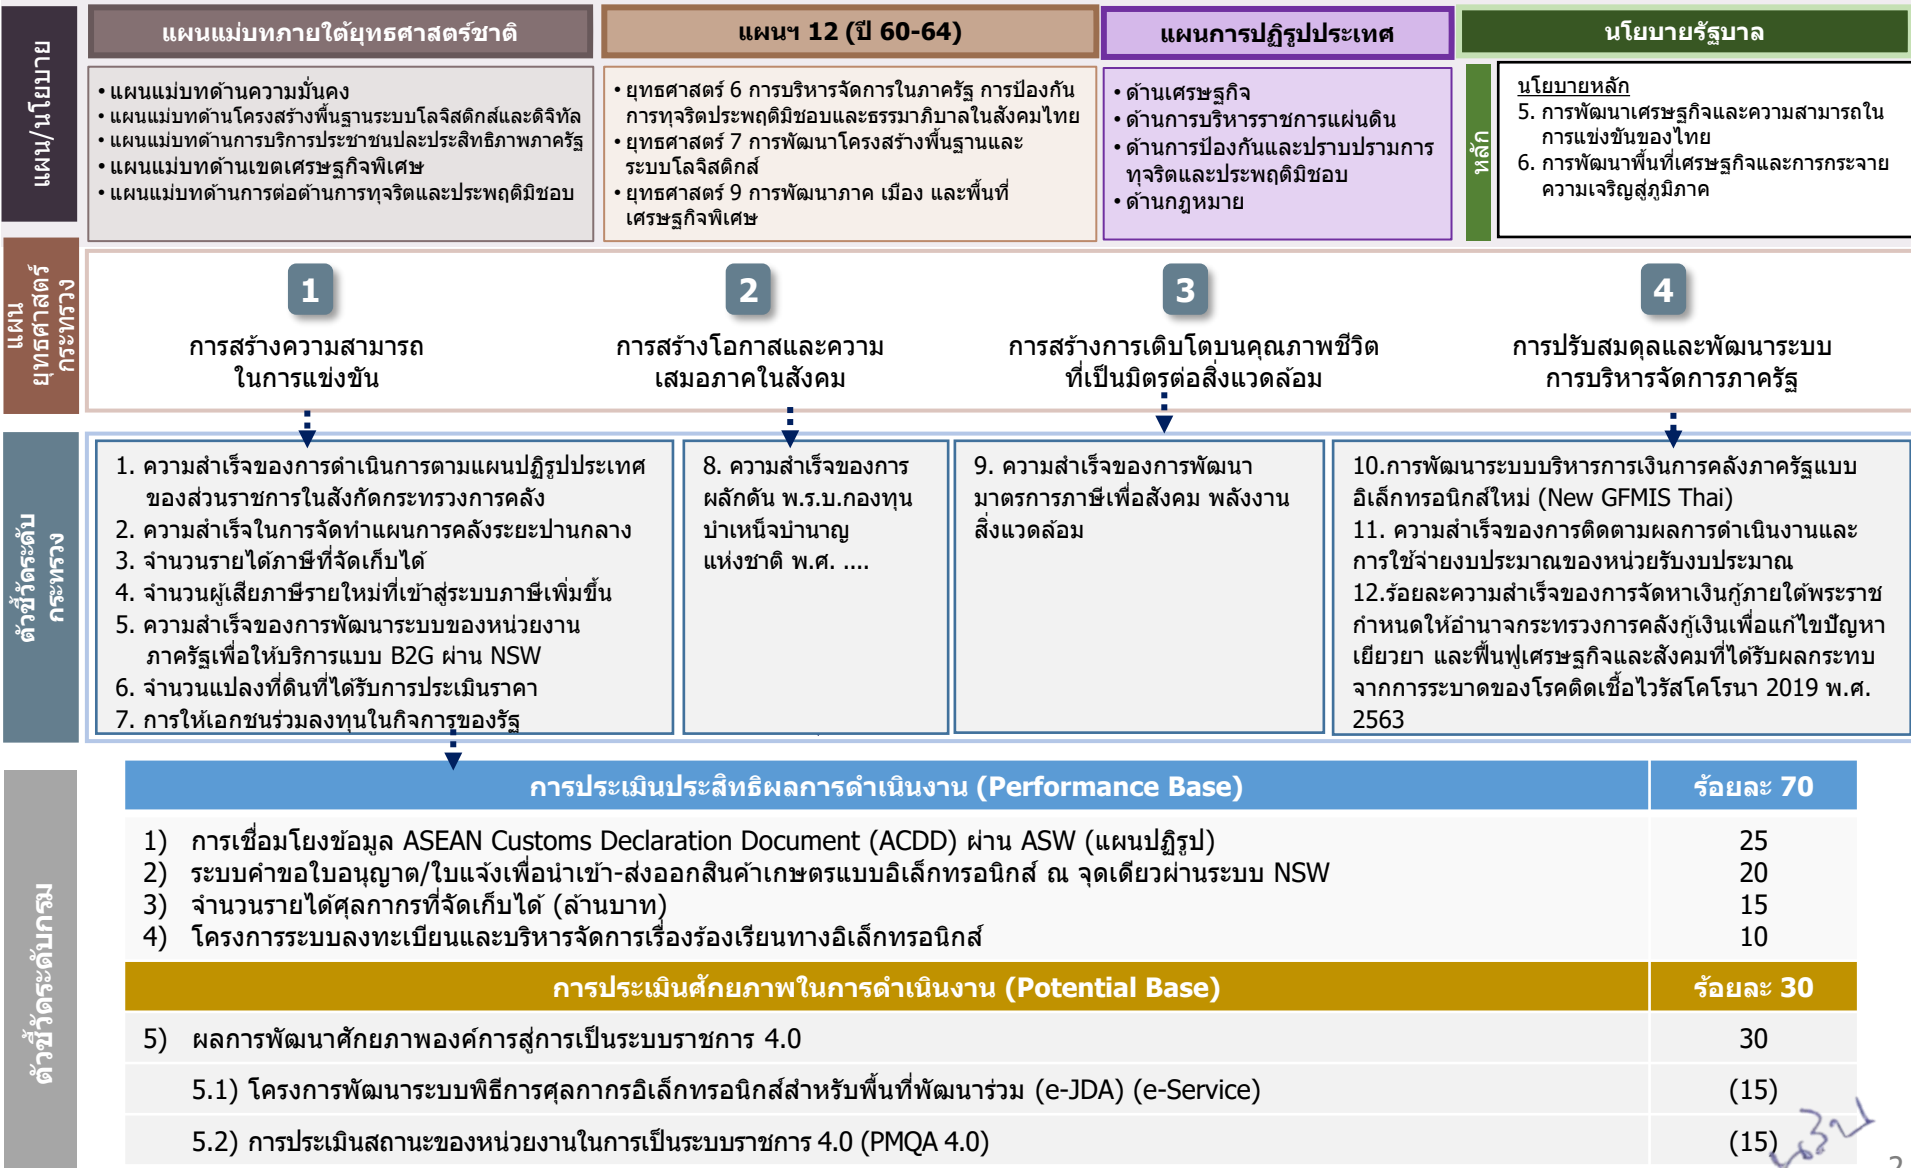 แผน/นโยบาย
แผนแม่บทภายใต้ยุทธศาสตร์ชาติ
• แผนแม่บทด้านความมั่นคง
• แผนแม่บทด้านโครงสร้างพื้นฐานระบบโลจิสติกส์และดิจิทัล
• แผนแม่บทด้านการบริการประชาชนปละประสิทธิภาพภาครัฐ
• แผนแม่บทด้านเขตเศรษฐกิจพิเศษ
• แผนแม่บทด้านการต่อต้านการทุจริตและประพฤติมิชอบ
แผนฯ 12 (ปี 60-64)
• ยุทธศาสตร์ 6 การบริหารจัดการในภาครัฐ การป้องกัน
การทุจริตประพฤติมิชอบและธรรมาภิบาลในสังคมไทย
• ยุทธศาสตร์ 7 การพัฒนาโครงสร้างพื้นฐานและ
ระบบโลจิสติกส์
• ยุทธศาสตร์ 9 การพัฒนาภาค เมือง และพื้นที่
เศรษฐกิจพิเศษ
แผนการปฏิรูปประเทศ
• ด้านเศรษฐกิจ
• ด้านการบริหารราชการแผ่นดิน
• ด้านการป้องกันและปราบปรามการ
ทุจริตและประพฤติมิชอบ
• ด้านกฎหมาย
นโยบายรัฐบาล
หลัก
นโยบายหลัก
5. การพัฒนาเศรษฐกิจและความสามารถใน
การแข่งขันของไทย
6. การพัฒนาพื้นที่เศรษฐกิจและการกระจาย
ความเจริญสู่ภูมิภาค
แผน
ยุทธศาสตร์
กระทรวง
1
การสร้างความสามารถ
ในการแข่งขัน
2
การสร้างโอกาสและความ
เสมอภาคในสังคม
3
การสร้างการเติบโตบนคุณภาพชีวิต
ที่เป็นมิตรต่อสิ่งแวดล้อม
4
การปรับสมดุลและพัฒนาระบบ
การบริหารจัดการภาครัฐ
ตัวชี้วัดระดับ
กระทรวง
1. ความสำเร็จของการดำเนินการตามแผนปฏิรูปประเทศ
ของส่วนราชการในสังกัดกระทรวงการคลัง
2. ความสำเร็จในการจัดทำแผนการคลังระยะปานกลาง
3. จำนวนรายได้ภาษีที่จัดเก็บได้
4. จำนวนผู้เสียภาษีรายใหม่ที่เข้าสู่ระบบภาษีเพิ่มขึ้น
5. ความสำเร็จของการพัฒนาระบบของหน่วยงาน
ภาครัฐเพื่อให้บริการแบบ B2G ผ่าน NSW
6. จำนวนแปลงที่ดินที่ได้รับการประเมินราคา
7. การให้เอกชนร่วมลงทุนในกิจการของรัฐ
8. ความสำเร็จของการ
ผลักดัน พ.ร.บ.กองทุน
บำเหน็จบำนาญ
แห่งชาติ พ.ศ. ....
9. ความสำเร็จของการพัฒนา
มาตรการภาษีเพื่อสังคม พลังงาน
สิ่งแวดล้อม
10.การพัฒนาระบบบริหารการเงินการคลังภาครัฐแบบ
อิเล็กทรอนิกส์ใหม่ (New GFMIS Thai)
11. ความสำเร็จของการติดตามผลการดำเนินงานและ
การใช้จ่ายงบประมาณของหน่วยรับงบประมาณ
12.ร้อยละความสำเร็จของการจัดหาเงินกู้ภายใต้พระราช
กำหนดให้อำนาจกระทรวงการคลังกู้เงินเพื่อแก้ไขปัญหา
เยียวยา และฟื้นฟูเศรษฐกิจและสังคมที่ได้รับผลกระทบ
จากการระบาดของโรคติดเชื้อไวรัสโคโรนา 2019 พ.ศ.
2563
ตัวชี้วัดระดับกรม
การประเมินประสิทธิผลการดำเนินงาน (Performance Base) ร้อยละ 70
1) การเชื่อมโยงข้อมูล ASEAN Customs Declaration Document (ACDD) ผ่าน ASW (แผนปฏิรูป) 25
2) ระบบคำขอใบอนุญาต/ใบแจ้งเพื่อนำเข้า-ส่งออกสินค้าเกษตรแบบอิเล็กทรอนิกส์ ณ จุดเดียวผ่านระบบ NSW 20
3) จำนวนรายได้ศุลกากรที่จัดเก็บได้ (ล้านบาท) 15
4) โครงการระบบลงทะเบียนและบริหารจัดการเรื่องร้องเรียนทางอิเล็กทรอนิกส์ 10
การประเมินศักยภาพในการดำเนินงาน (Potential Base) ร้อยละ 30
5) ผลการพัฒนาศักยภาพองค์การสู่การเป็นระบบราชการ 4.0 30
5.1) โครงการพัฒนาระบบพิธีการศุลกากรอิเล็กทรอนิกส์สำหรับพื้นที่พัฒนาร่วม (e-JDA) (e-Service) (15)
5.2) การประเมินสถานะของหน่วยงานในการเป็นระบบราชการ 4.0 (PMQA 4.0) (15)
2